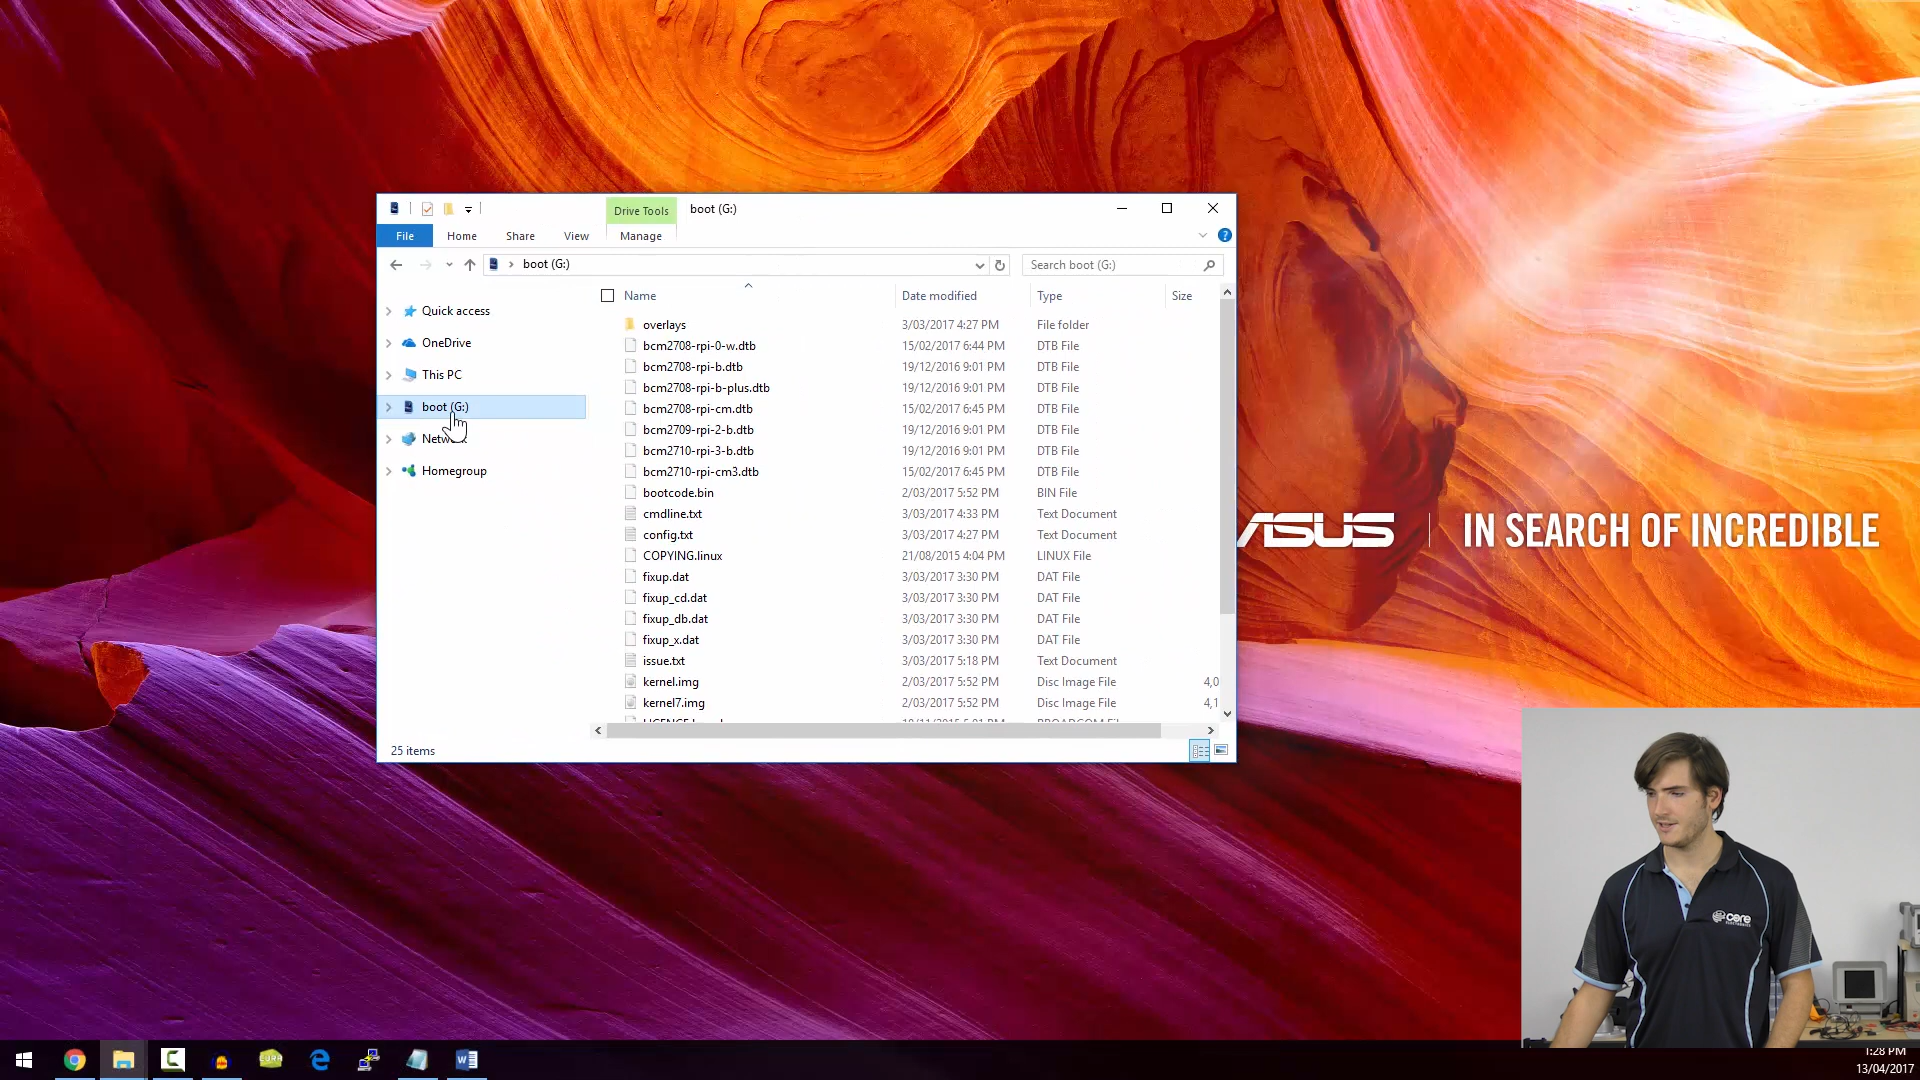 Drive Tools
boot (G:)
File
Home
Share
View
Manage
boot (G:)
Search boot (G:)
Name
Date modified
Type
Size
Quick access
OneDrive
This PC
boot (G:)
Homegroup
overlays 3/03/2017 4:27 PM File folder
bcm2708-rpi-0-w.dtb 15/02/2017 6:44 PM DTB File
bcm2708-rpi-b.dtb 19/12/2016 9:01 PM DTB File
bcm2708-rpi-b-plus.dtb 19/12/2016 9:01 PM DTB File
bcm2708-rpi-cm.dtb 15/02/2017 6:45 PM DTB File
bcm2709-rpi-2-b.dtb 19/12/2016 9:01 PM DTB File
bcm2710-rpi-3-b.dtb 19/12/2016 9:01 PM DTB File
bcm2710-rpi-cm3.dtb 15/02/2017 6:45 PM DTB File
bootcode.bin 2/03/2017 5:52 PM BIN File
cmdline.txt 3/03/2017 4:33 PM Text Document
config.txt 3/03/2017 4:27 PM Text Document
COPYING.linux 21/08/2015 4:04 PM LINUX File
fixup.dat 3/03/2017 3:30 PM DAT File
fixup_cd.dat 3/03/2017 3:30 PM DAT File
fixup_db.dat 3/03/2017 3:30 PM DAT File
fixup_x.dat 3/03/2017 3:30 PM DAT File
issue.txt 3/03/2017 5:18 PM Text Document
kernel.img 2/03/2017 5:52 PM Disc Image File 4,0
kernel7.img 2/03/2017 5:52 PM Disc Image File 4,1
25 items
ASUS
IN SEARCH OF INCREDIBLE
core
ELECTRONICS
CURA
1:28 PM
13/04/2017